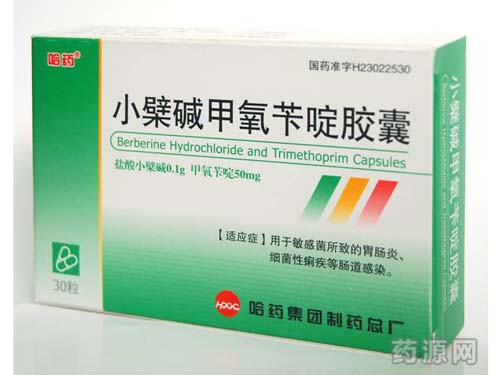 哈药®
国药准字H23022530
小檗碱甲氧苄啶胶囊
Berberine Hydrochloride and Trimethoprim Capsules
盐酸小檗碱0.1g 甲氧苄啶50mg
【适应症】用于敏感菌所致的胃肠炎、
细菌性痢疾等肠道感染。
30粒
HPGC 哈药集团制药总厂
小檗碱甲氧苄啶胶囊
Berberine Hydrochloride and Trimethoprim Capsules
药源网